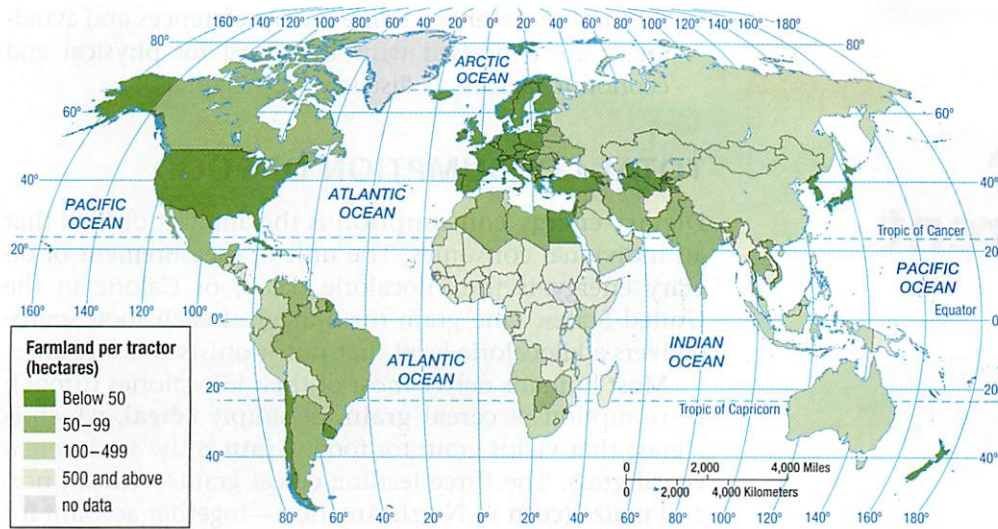 160° 140° 120° 100° 80° 60° 40° 20° 0° 20° 40° 60° 80° 100° 120° 140° 160° 180°
80°
80°
ARCTIC
OCEAN
60°
60°
40°
40°
PACIFIC
OCEAN
ATLANTIC
OCEAN
20°
Tropic of Cancer
20°
PACIFIC
OCEAN
160° 140° 120° 100°
0°
Equator
0°
INDIAN
OCEAN
ATLANTIC
OCEAN
20°
Tropic of Capricorn
20°
40°
40°
Farmland per tractor
(hectares)
Below 50
50–99
100–499
500 and above
no data
0 2,000 4,000 Miles
0 2,000 4,000 Kilometers
80° 60° 40° 20° 0° 20° 40° 60° 80° 100° 120° 140° 160° 180°